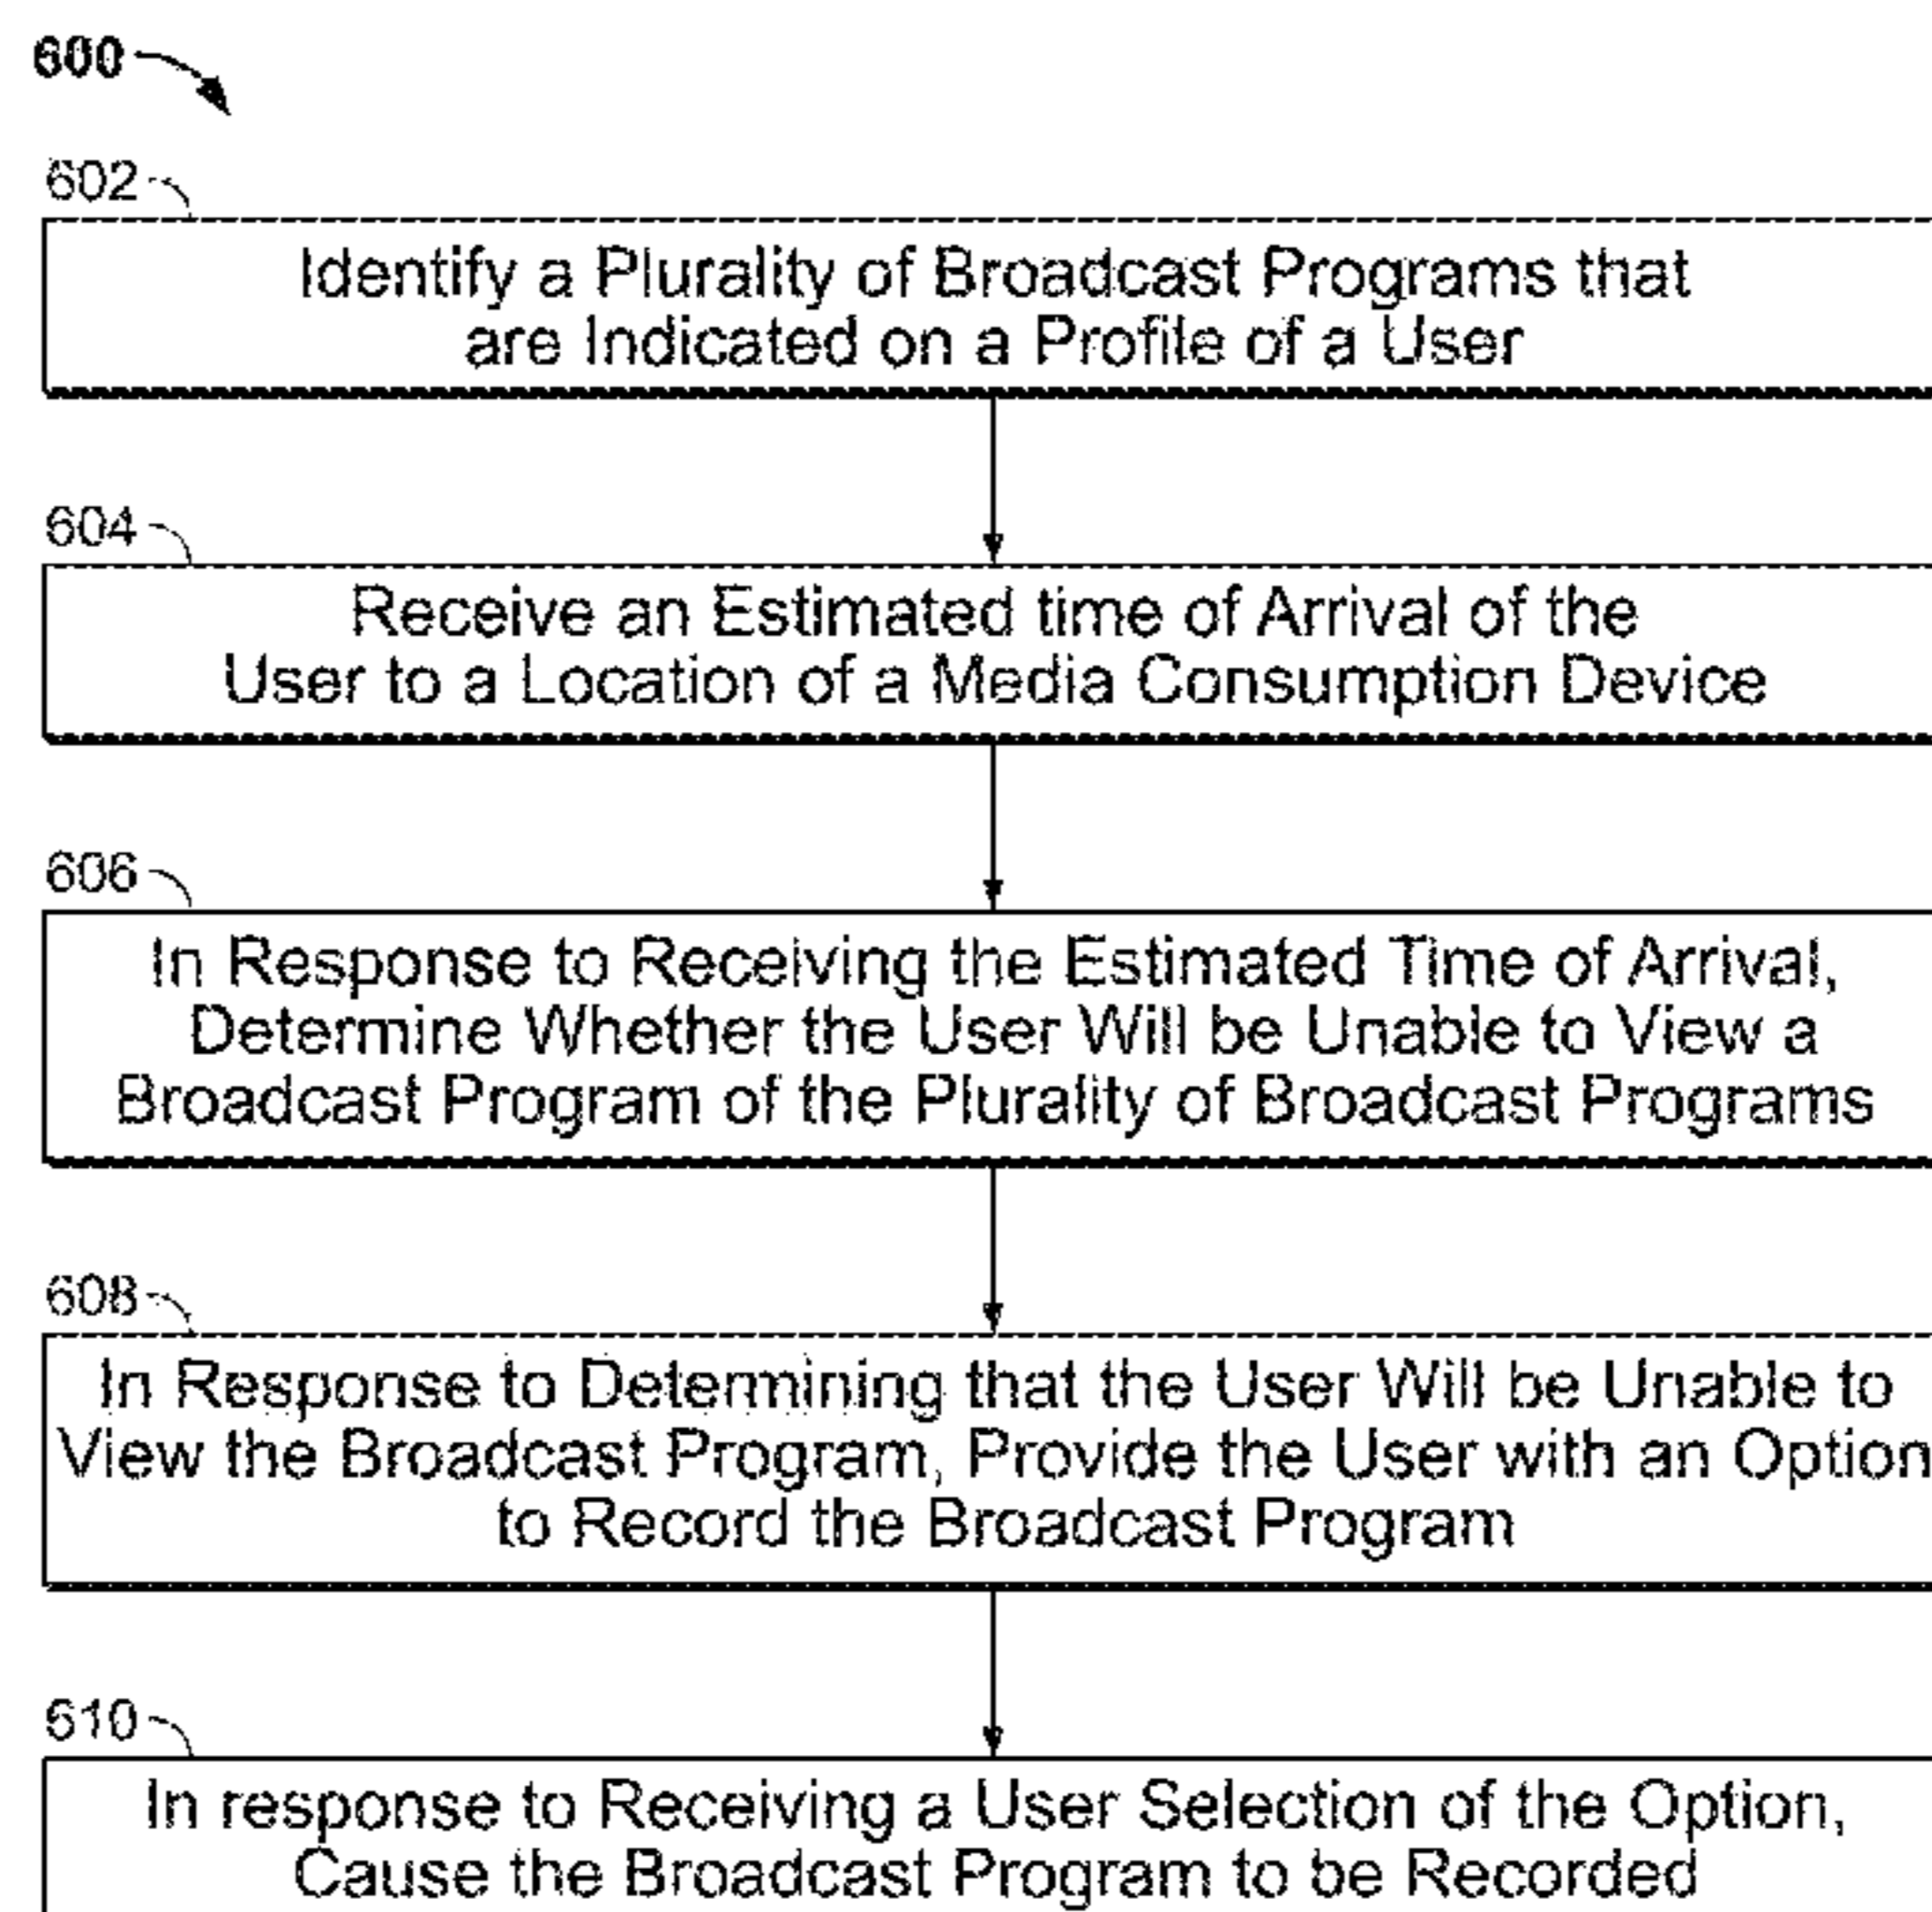 600
602
Identify a Plurality of Broadcast Programs that
are Indicated on a Profile of a User
604
Receive an Estimated time of Arrival of the
User to a Location of a Media Consumption Device
606
In Response to Receiving the Estimated Time of Arrival,
Determine Whether the User Will be Unable to View a
Broadcast Program of the Plurality of Broadcast Programs
608
In Response to Determining that the User Will be Unable to
View the Broadcast Program, Provide the User with an Option
to Record the Broadcast Program
610
In response to Receiving a User Selection of the Option,
Cause the Broadcast Program to be Recorded